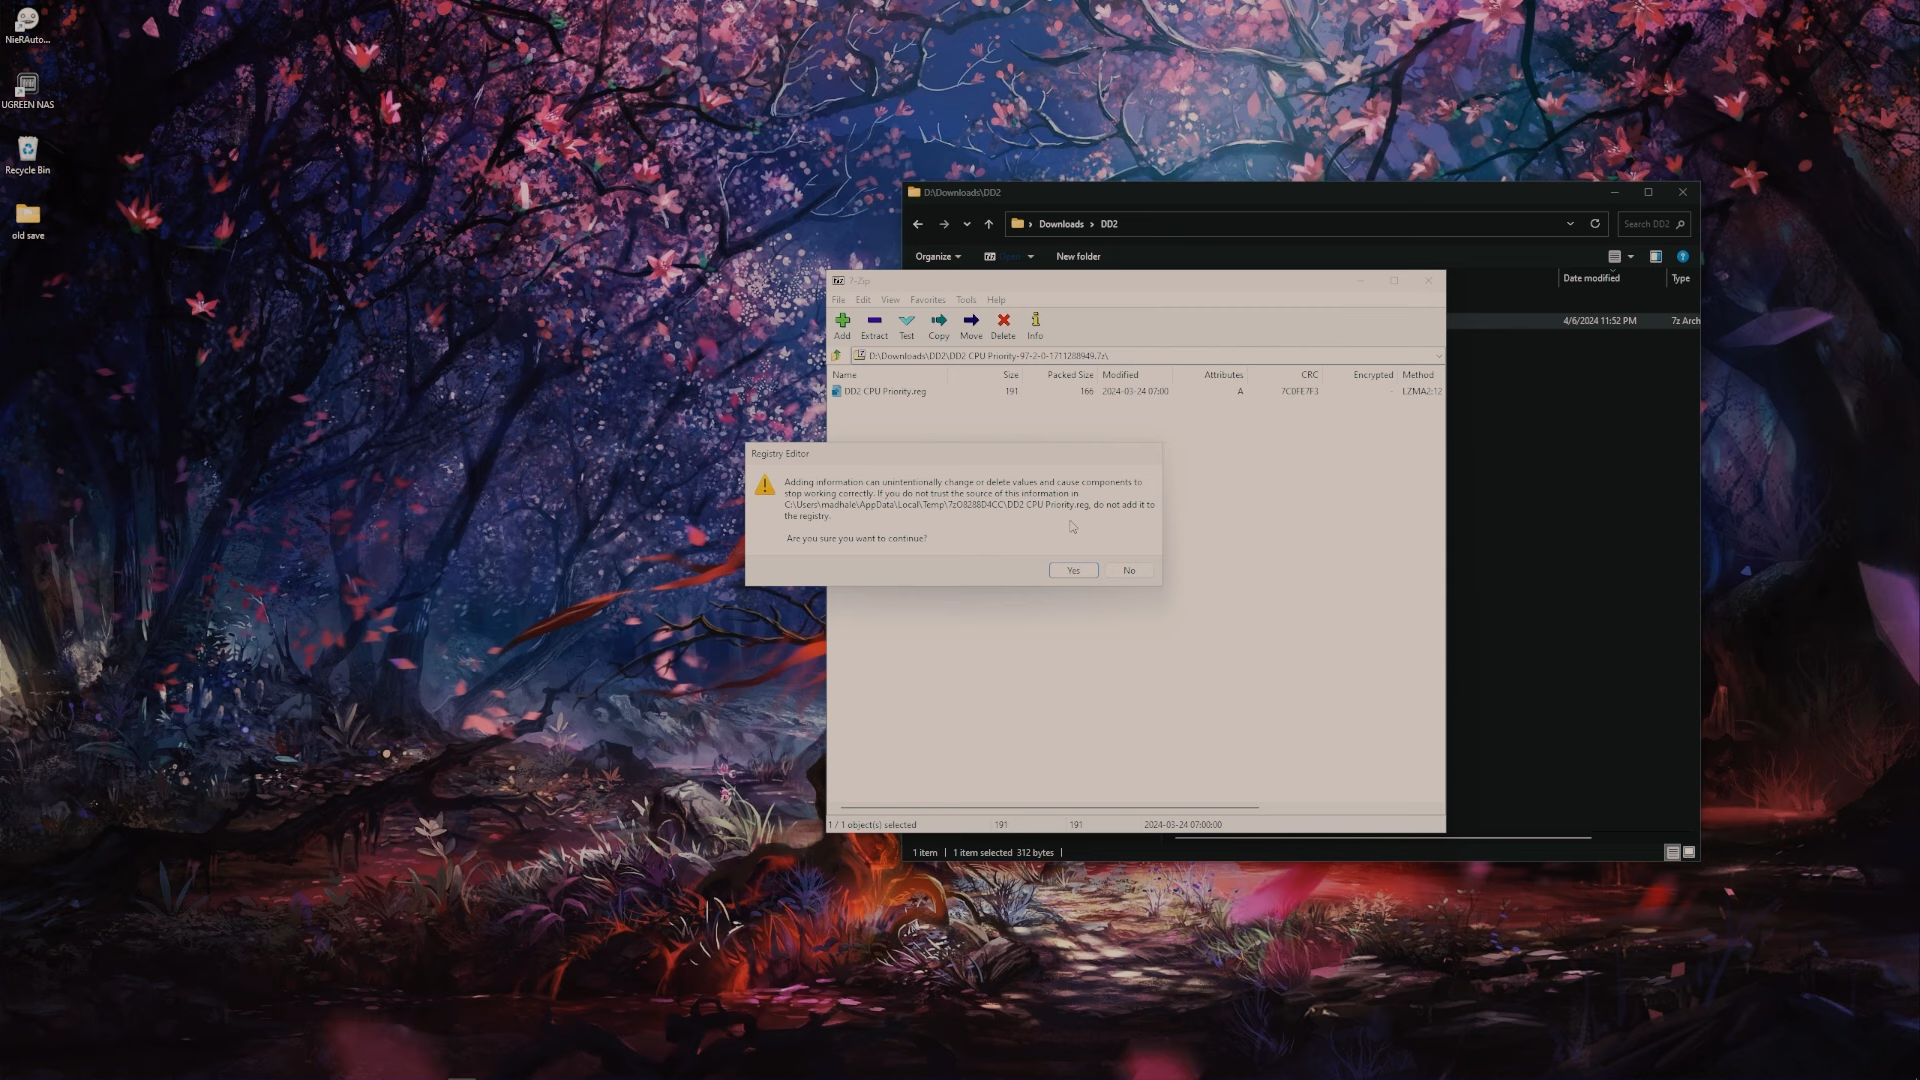 NieRAuto...
UGREEN NAS
Recycle Bin
old save
D:\Downloads\DD2
Downloads > DD2
Search DD2
Organize
Open
New folder
Date modified
Type
4/6/2024 11:52 PM
7z Arch
1 item
1 item selected 312 bytes
7-Zip
File Edit View Favorites Tools Help
Add Extract Test Copy Move Delete Info
D:\Downloads\DD2\DD2 CPU Priority-97-2-0-1711288949.7z\
Name Size Packed Size Modified Attributes CRC Encrypted Method
DD2 CPU Priority.reg 191 166 2024-03-24 07:00 A 7C0FE7F3 - LZMA2:12
1 / 1 object(s) selected 191 191 2024-03-24 07:00:00
Registry Editor
Adding information can unintentionally change or delete values and cause components to
stop working correctly. If you do not trust the source of this information in
C:\Users\madhale\AppData\Local\Temp\7zO8288D4CC\DD2 CPU Priority.reg, do not add it to
the registry.
Are you sure you want to continue?
Yes
No